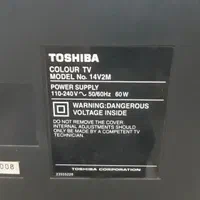 TOSHIBA
COLOUR TV
MODEL No. 14V2M
POWER SUPPLY
110-240V ∿ 50/60Hz 60W
WARNING:DANGEROUS
VOLTAGE INSIDE
DO NOT REMOVE THE COVER.
INTERNAL ADJUSTMENTS SHOULD
ONLY BE MADE BY A COMPETENT TV
TECHNICIAN.
TOSHIBA CORPORATION